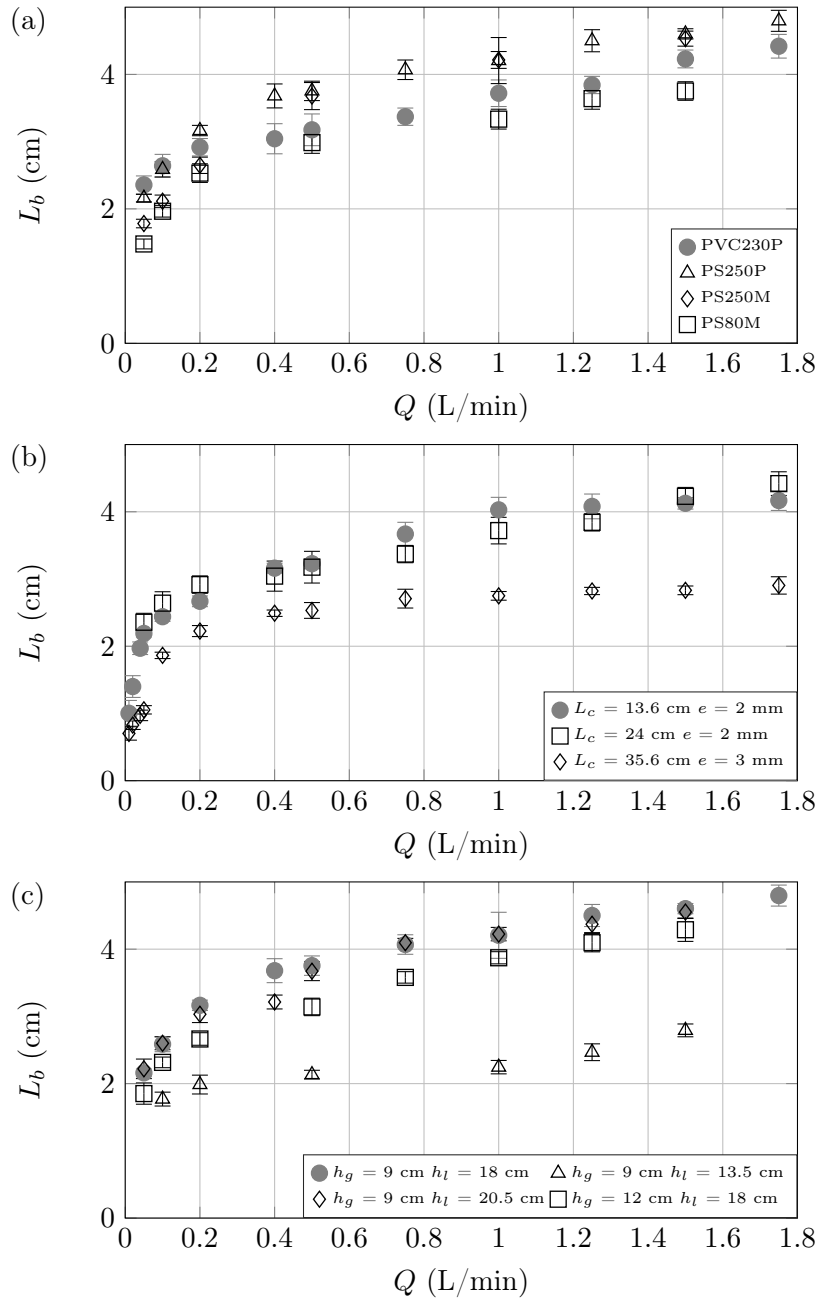 (a)
4
2
0
L_b (cm)
PVC230P
PS250P
PS250M
PS80M
0 0.2 0.4 0.6 0.8 1 1.2 1.4 1.6 1.8
Q (L/min)
(b)
4
2
0
L_b (cm)
L_c = 13.6 cm e = 2 mm
L_c = 24 cm e = 2 mm
L_c = 35.6 cm e = 3 mm
0 0.2 0.4 0.6 0.8 1 1.2 1.4 1.6 1.8
Q (L/min)
(c)
4
2
0
L_b (cm)
h_g = 9 cm h_l = 18 cm h_g = 9 cm h_l = 13.5 cm
h_g = 9 cm h_l = 20.5 cm h_g = 12 cm h_l = 18 cm
0 0.2 0.4 0.6 0.8 1 1.2 1.4 1.6 1.8
Q (L/min)